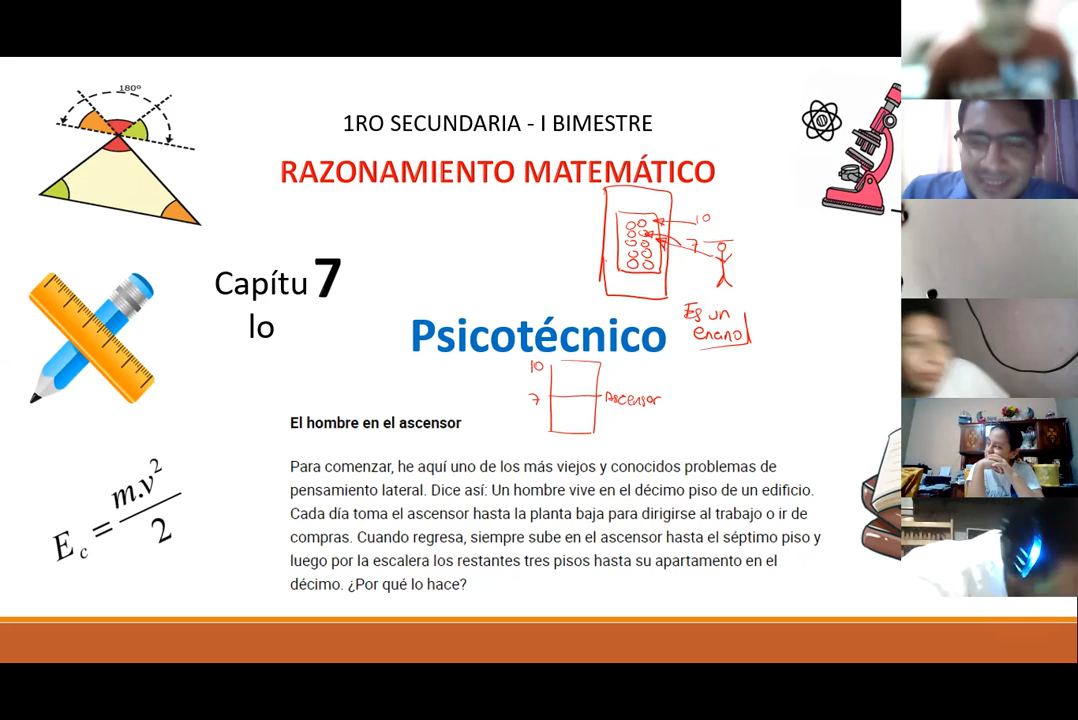 180º
1RO SECUNDARIA - I BIMESTRE
RAZONAMIENTO MATEMÁTICO
10
7
Capítu 7
lo
Es un
enano
Psicotécnico
10
7
Ascensor
El hombre en el ascensor
Para comenzar, he aquí uno de los más viejos y conocidos problemas de
pensamiento lateral. Dice así: Un hombre vive en el décimo piso de un edificio.
Cada día toma el ascensor hasta la planta baja para dirigirse al trabajo o ir de
compras. Cuando regresa, siempre sube en el ascensor hasta el séptimo piso y
luego por la escalera los restantes tres pisos hasta su apartamento en el
décimo. ¿Por qué lo hace?
E_c = m.v²/2